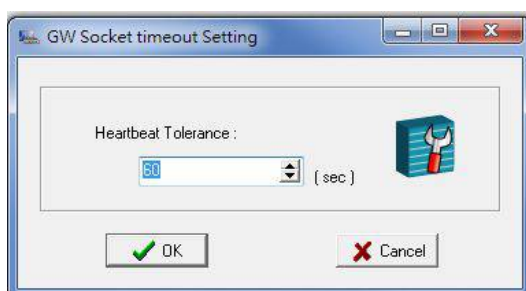 GW Socket timeout Setting
Heartbeat Tolerance :
60
( sec )
OK
Cancel